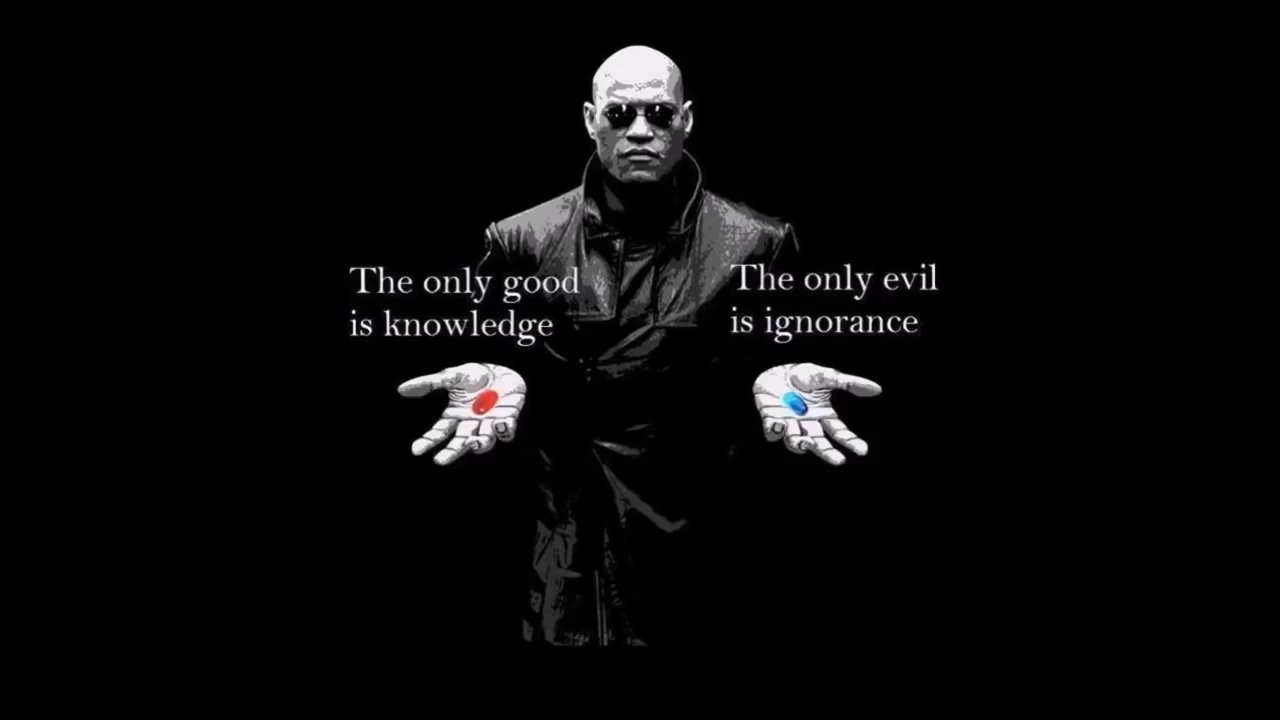 The only good
is knowledge
The only evil
is ignorance